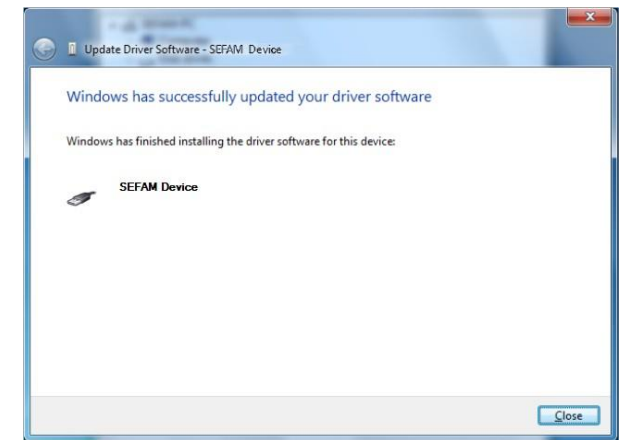 Update Driver Software - SEFAM Device
Windows has successfully updated your driver software
Windows has finished installing the driver software for this device:
SEFAM Device
Close